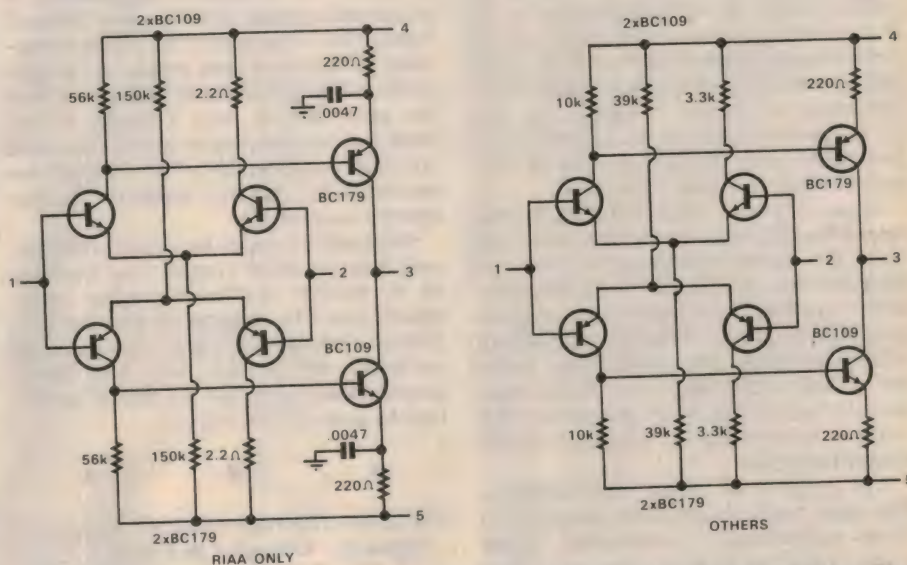 2xBC109
4
220Ω
56k
150k
2.2Ω
.0047
BC179
1
2
3
BC109
.0047
56k
150k
2.2Ω
220Ω
5
2xBC179
RIAA ONLY
2xBC109
4
220Ω
10k
39k
3.3k
BC179
1
2
3
BC109
10k
39k
3.3k
220Ω
OTHERS